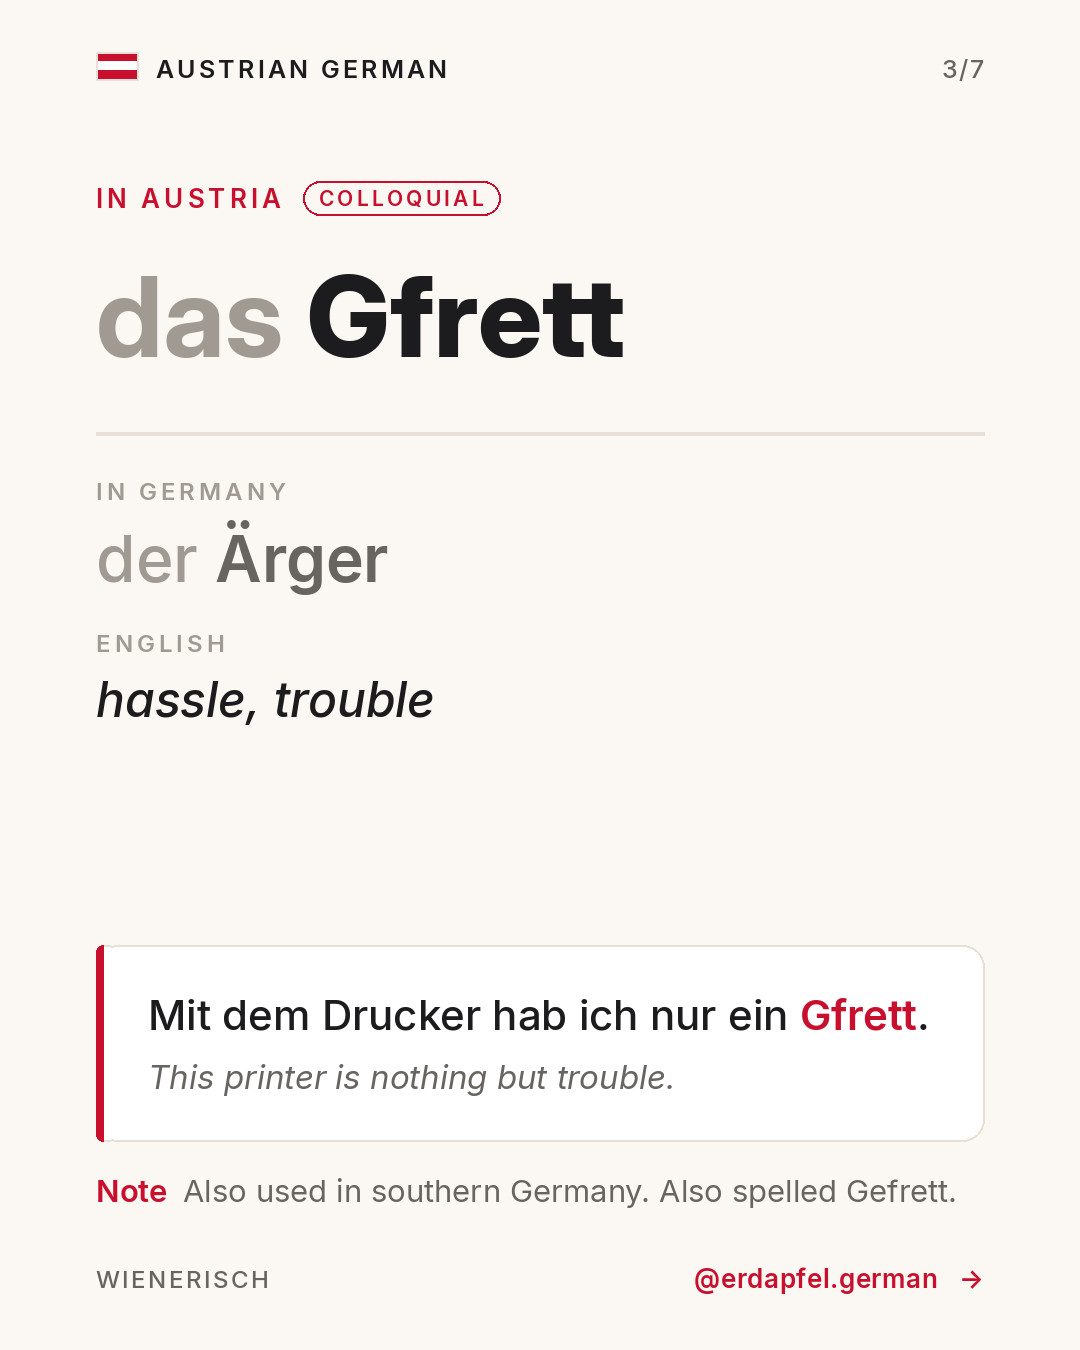 AUSTRIAN GERMAN
3/7
IN AUSTRIA COLLOQUIAL
das Gfrett
IN GERMANY
der Ärger
ENGLISH
hassle, trouble
Mit dem Drucker hab ich nur ein Gfrett.
This printer is nothing but trouble.
Note Also used in southern Germany. Also spelled Gefrett.
WIENERISCH
@erdapfel.german →